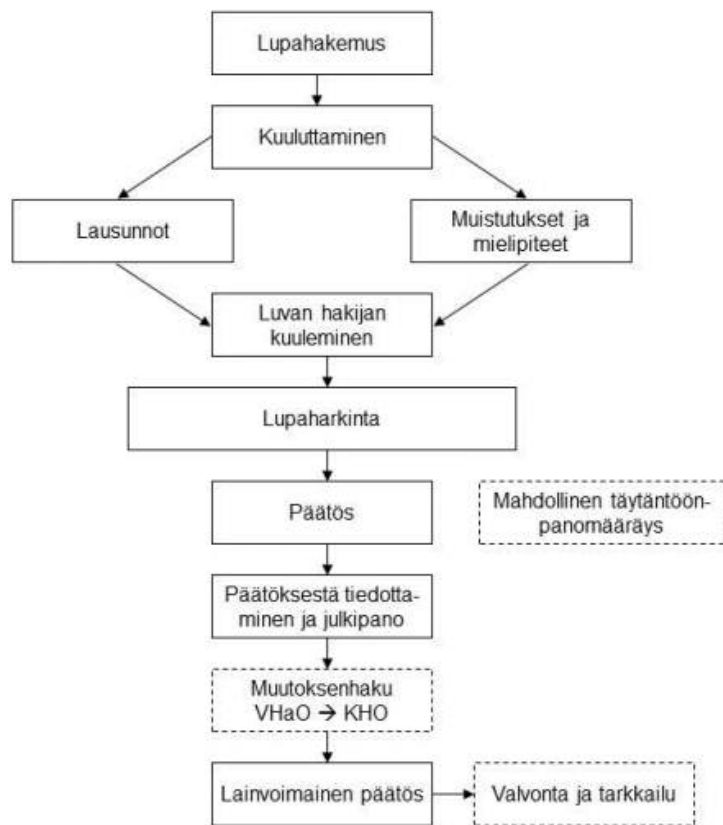 Lupahakemus
Kuuluttaminen
Lausunnot
Muistutukset ja
mielipiteet
Luvan hakijan
kuuleminen
Lupaharkinta
Päätös
Mahdollinen täytäntöön-
panomääräys
Päätöksestä tiedotta-
minen ja julkipano
Muutoksenhaku
VHaO → KHO
Lainvoimainen päätös
Valvonta ja tarkkailu